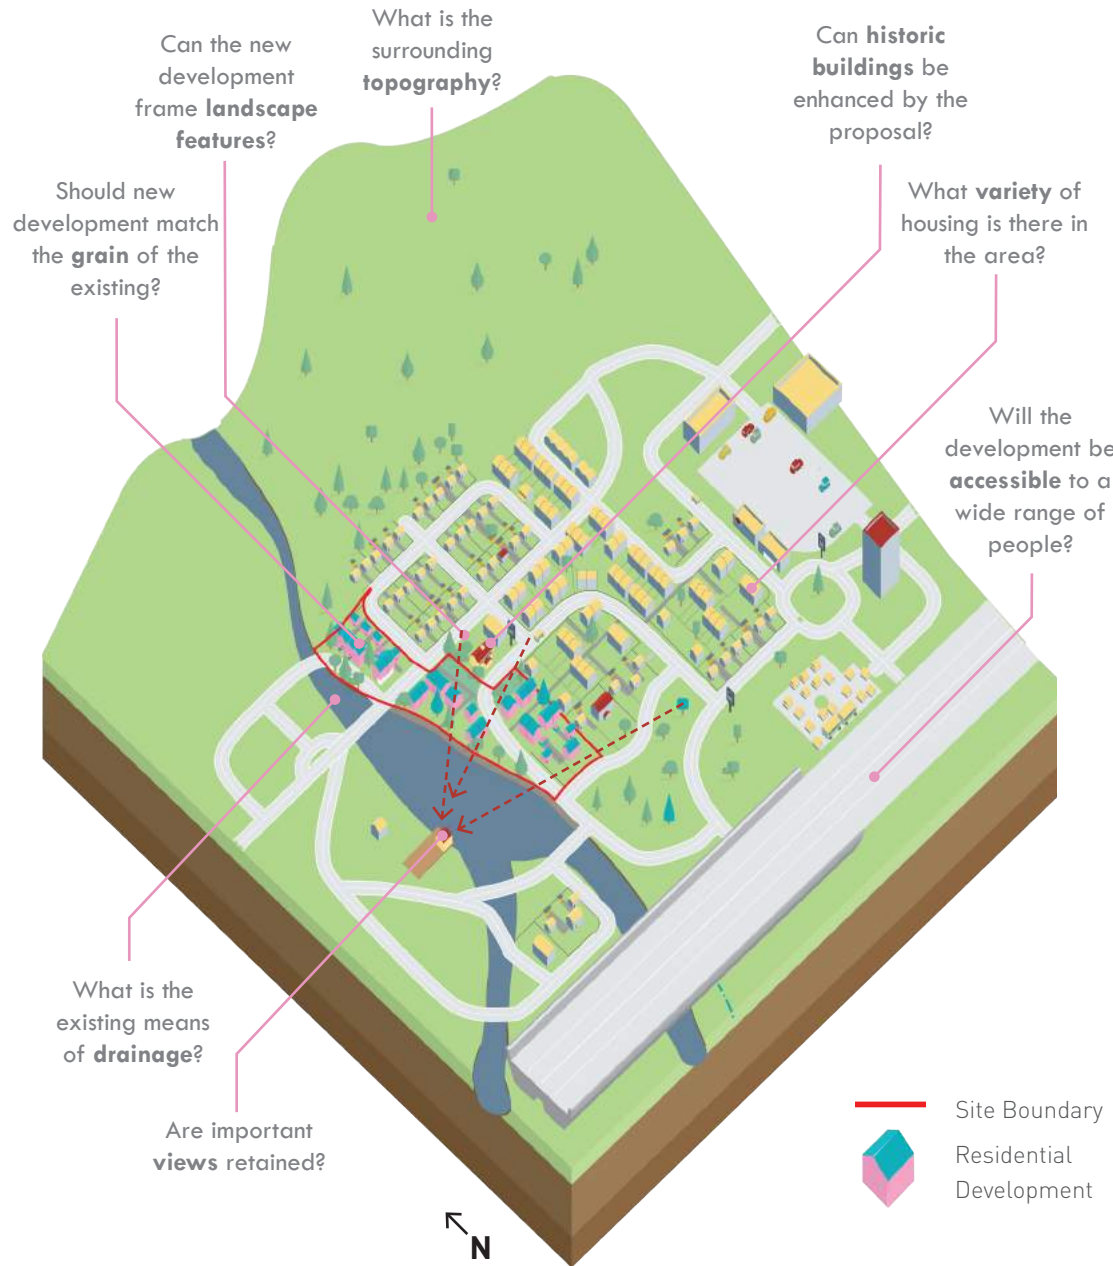 What is the
surrounding
topography?
Can the new
development
frame landscape
features?
Can historic
buildings be
enhanced by the
proposal?
Should new
development match
the grain of the
existing?
What variety of
housing is there in
the area?
Will the
development be
accessible to a
wide range of
people?
What is the
existing means
of drainage?
Are important
views retained?
Site Boundary
Residential
Development
N